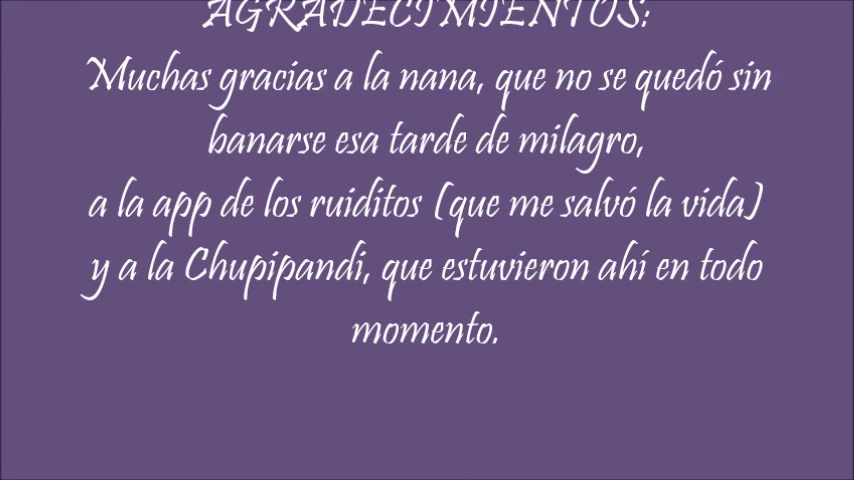 AGRADECIMIENTOS:
Muchas gracias a la nana, que no se quedó sin
banarse esa tarde de milagro,
a la app de los ruiditos (que me salvó la vida)
y a la Chupipandi, que estuvieron ahí en todo
momento.